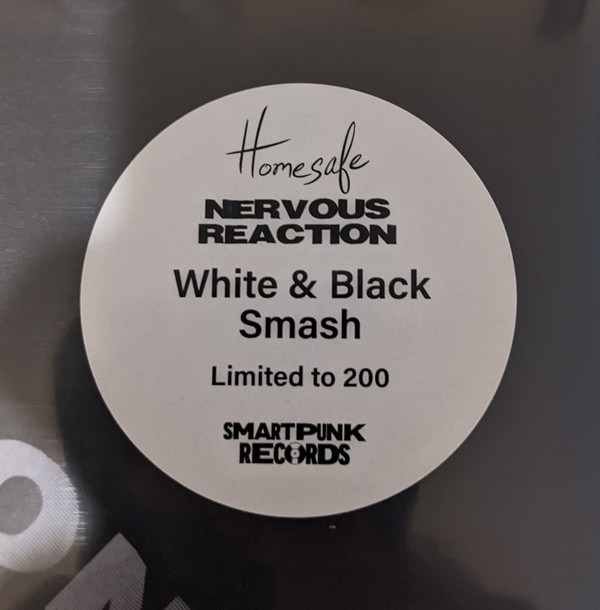 Homesafe
NERVOUS
REACTION
White & Black
Smash
Limited to 200
SMARTPUNK
RECORDS